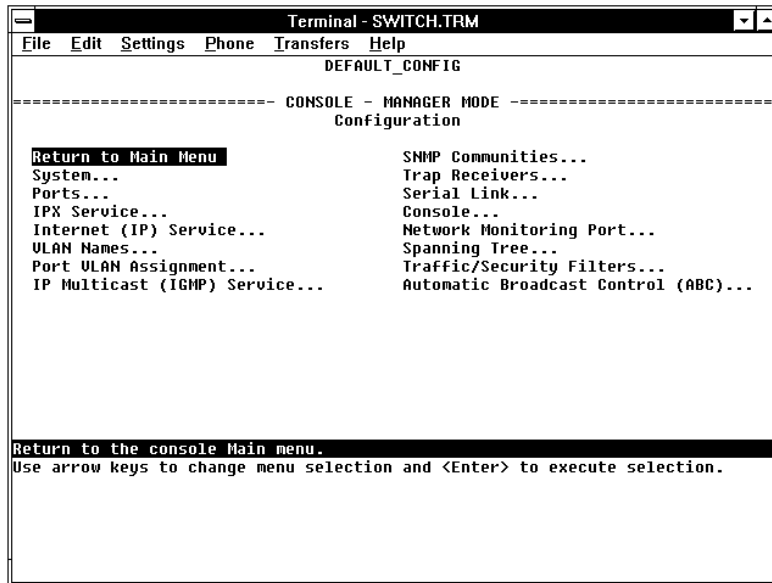 Terminal - SWITCH.TRM
File Edit Settings Phone Transfers Help
DEFAULT_CONFIG
==========================- CONSOLE - MANAGER MODE -==========================
Configuration
Return to Main Menu SNMP Communities...
System... Trap Receivers...
Ports... Serial Link...
IPX Service... Console...
Internet (IP) Service... Network Monitoring Port...
VLAN Names... Spanning Tree...
Port VLAN Assignment... Traffic/Security Filters...
IP Multicast (IGMP) Service... Automatic Broadcast Control (ABC)...
Return to the console Main menu.
Use arrow keys to change menu selection and <Enter> to execute selection.